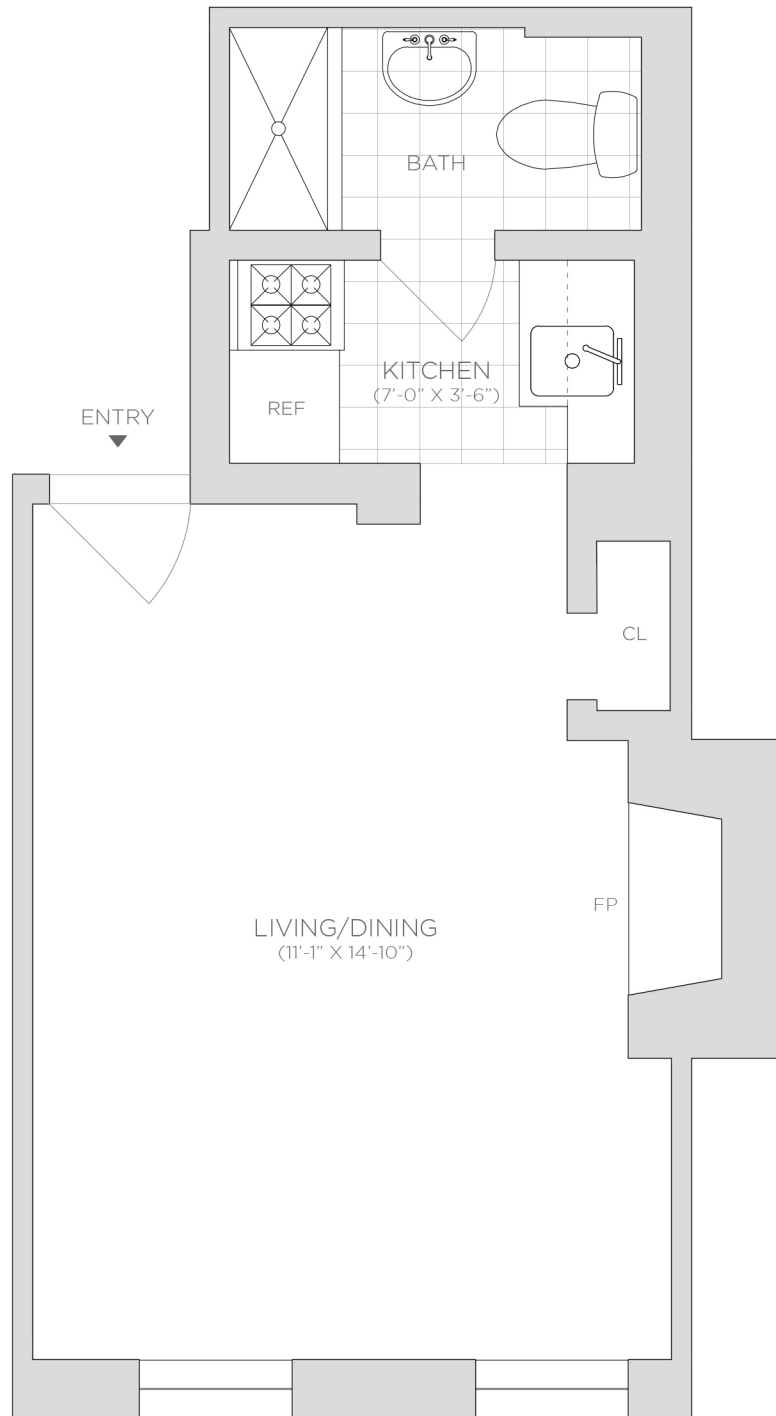 BATH
KITCHEN
(7'-0” X 3'-6”)
REF
ENTRY
CL
FP
LIVING/DINING
(11'-1” X 14'-10”)